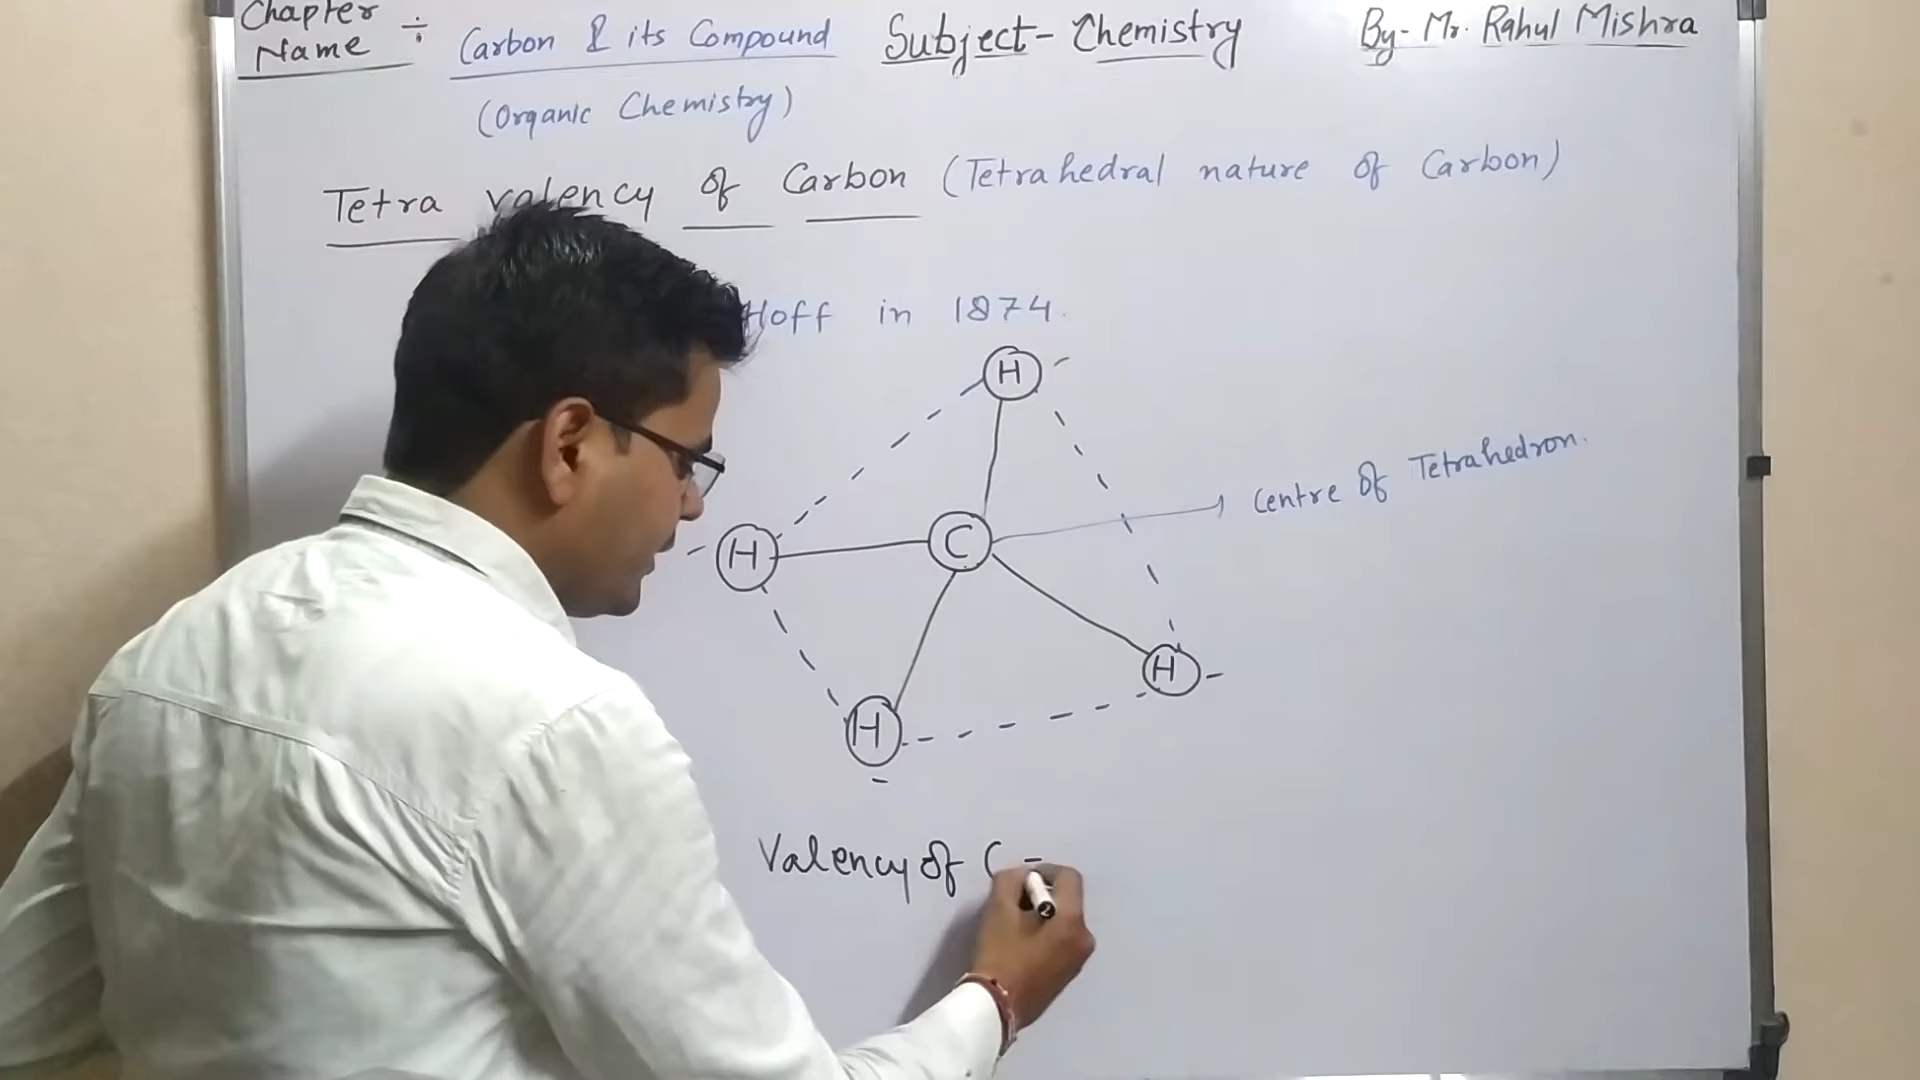 Chapter Name ÷ Carbon & its Compound Subject - Chemistry By- Mr. Rahul Mishra
(Organic Chemistry)
Tetra valency of Carbon (Tetrahedral nature of Carbon)
Hoff in 1874.
H
Centre of Tetrahedron.
H C
H
H
Valency of C =